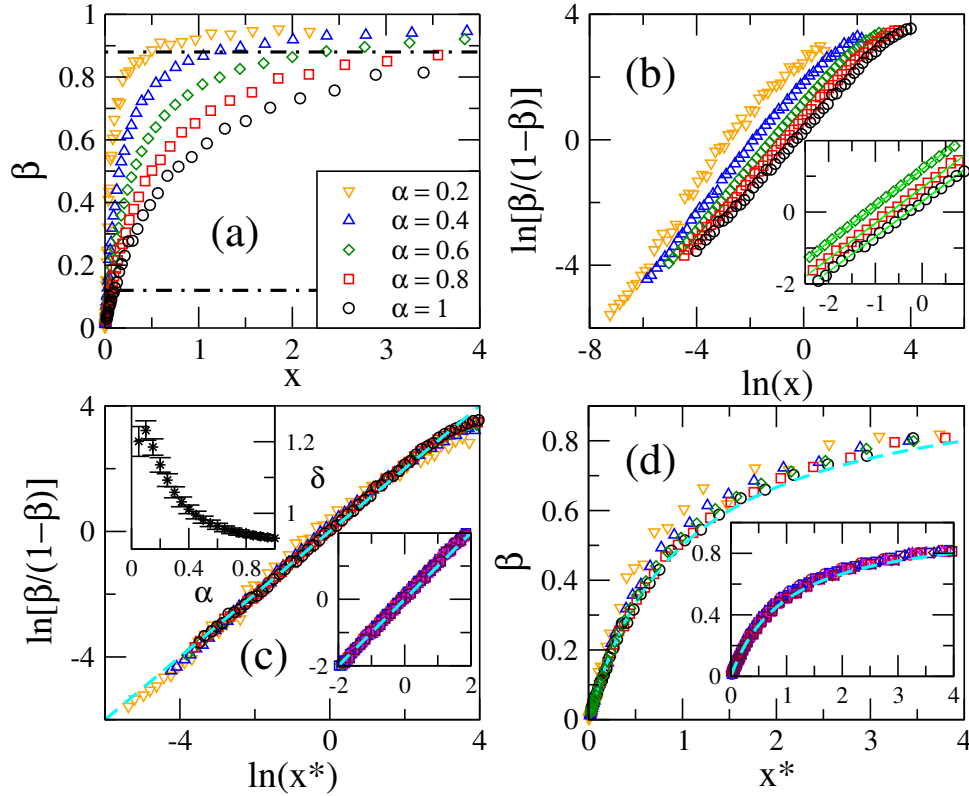 1
0.8
0.6
0.4
0.2
0
β
(a)
α = 0.2
α = 0.4
α = 0.6
α = 0.8
α = 1
0 1 2 3 4
x
4
0
-4
ln[β/(1−β)]
(b)
0
-2
-2 -1 0
-8 -4 0 4
ln(x)
4
0
-4
ln[β/(1−β)]
1.2
1
δ
0.4 0.8
α
(c)
0
-2
-2 0 2
-4 0 4
ln(x*)
0.8
0.6
0.4
0.2
0
β
(d)
0.8
0.4
0
0 1 2 3 4
0 1 2 3 4
x*